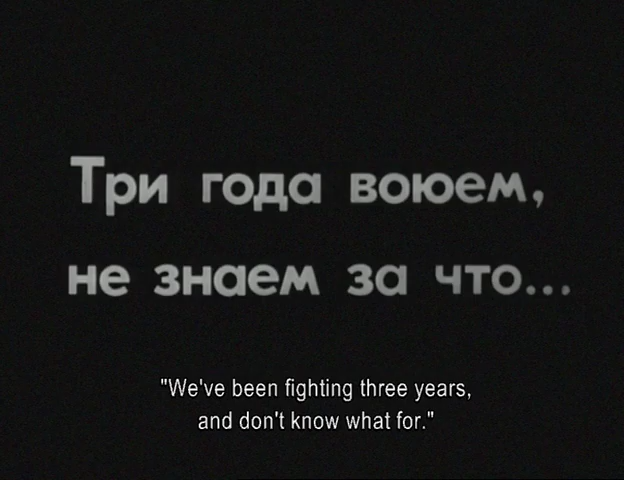 Три года воюем,
не знаем за что...
"We've been fighting three years,
and don't know what for."